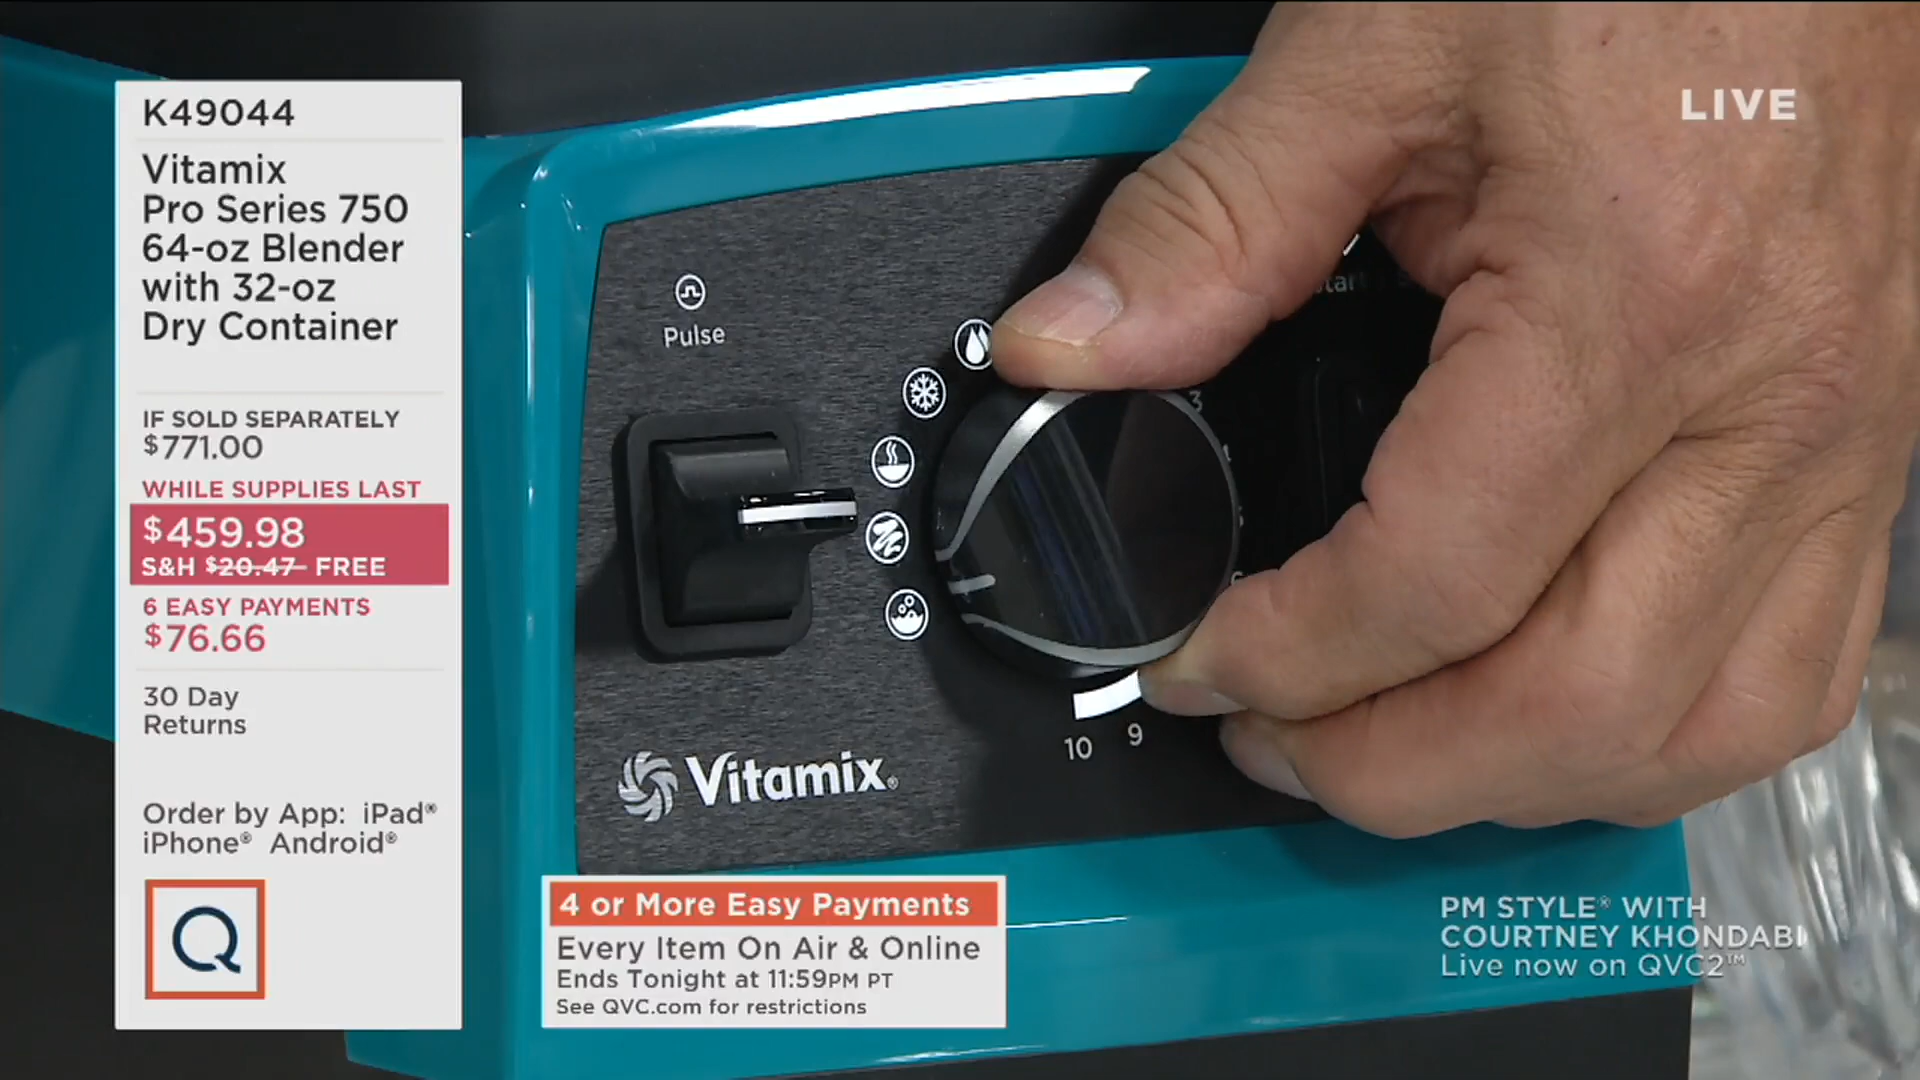 K49044
Vitamix
Pro Series 750
64-oz Blender
with 32-oz
Dry Container
IF SOLD SEPARATELY
$771.00
WHILE SUPPLIES LAST
$459.98
S&H $20.47 FREE
6 EASY PAYMENTS
$76.66
30 Day
Returns
Order by App: iPad®
iPhone® Android®
Q
LIVE
Pulse
3
10 9
Vitamix®
4 or More Easy Payments
Every Item On Air & Online
Ends Tonight at 11:59PM PT
See QVC.com for restrictions
PM STYLE® WITH
COURTNEY KHONDABI
Live now on QVC2™